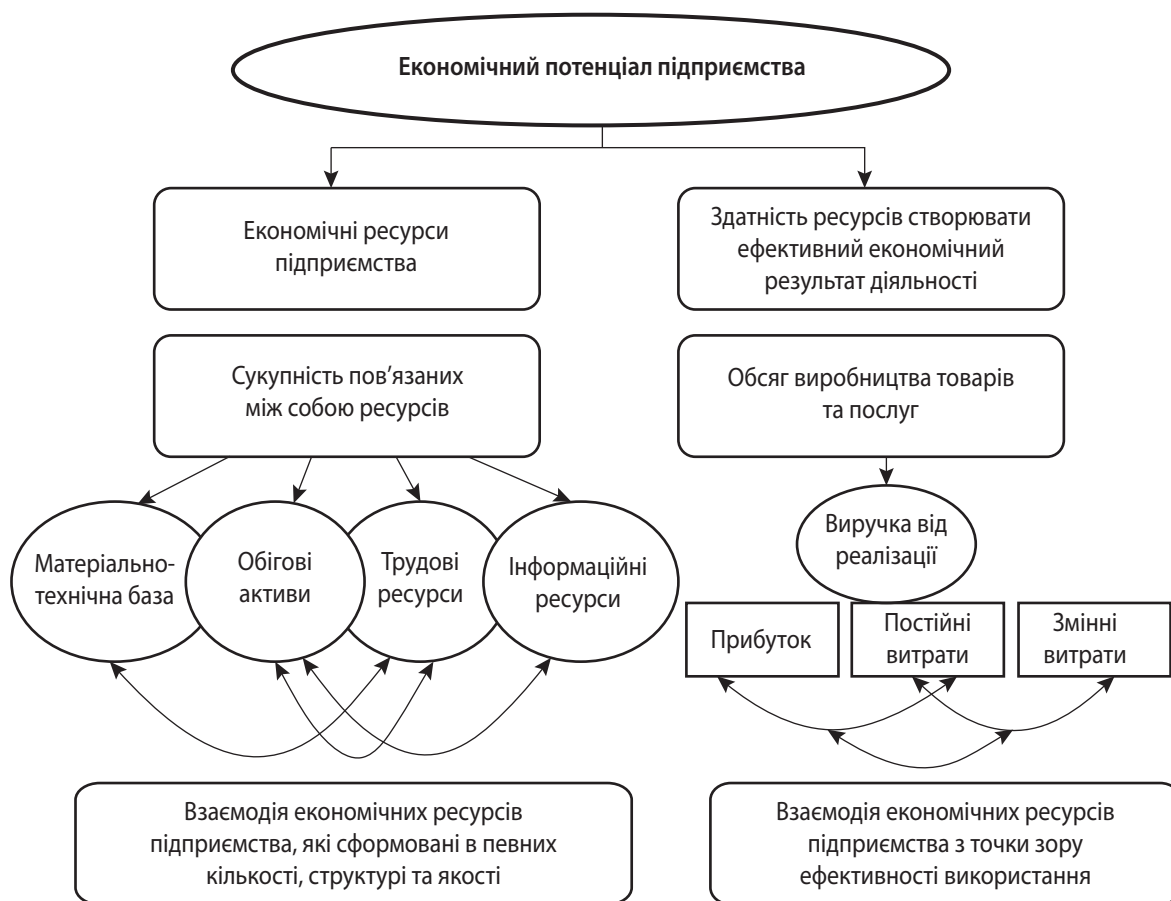 Економічний потенціал підприємства
Економічні ресурси
підприємства
Здатність ресурсів створювати
ефективний економічний
результат діяльності
Сукупність пов’язаних
між собою ресурсів
Обсяг виробництва товарів
та послуг
Матеріально-
технічна база
Обігові
активи
Трудові
ресурси
Інформаційні
ресурси
Виручка від
реалізації
Прибуток
Постійні
витрати
Змінні
витрати
Взаємодія економічних ресурсів
підприємства, які сформовані в певних
кількості, структурі та якості
Взаємодія економічних ресурсів
підприємства з точки зору
ефективності використання